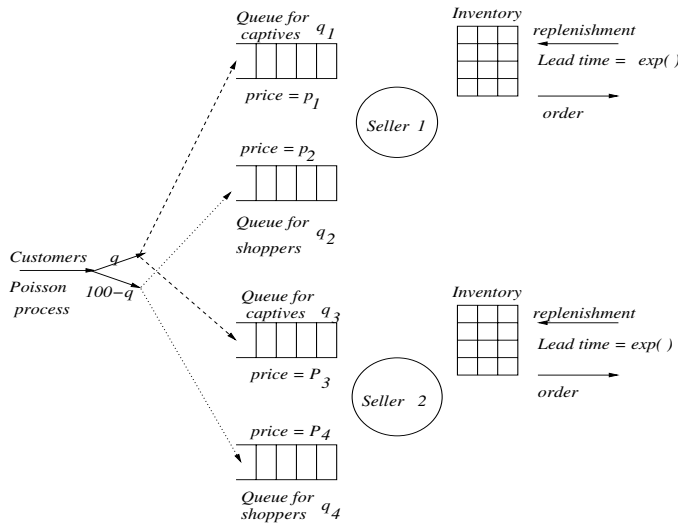 Queue for
captives q1
price = p1
Inventory
replenishment
Lead time = exp( )
order
Seller 1
price = p2
Queue for
shoppers q2
Customers
q
Poisson
process
100-q
Queue for
captives q3
price = P3
Inventory
replenishment
Lead time = exp( )
order
Seller 2
price = P4
Queue for
shoppers q4